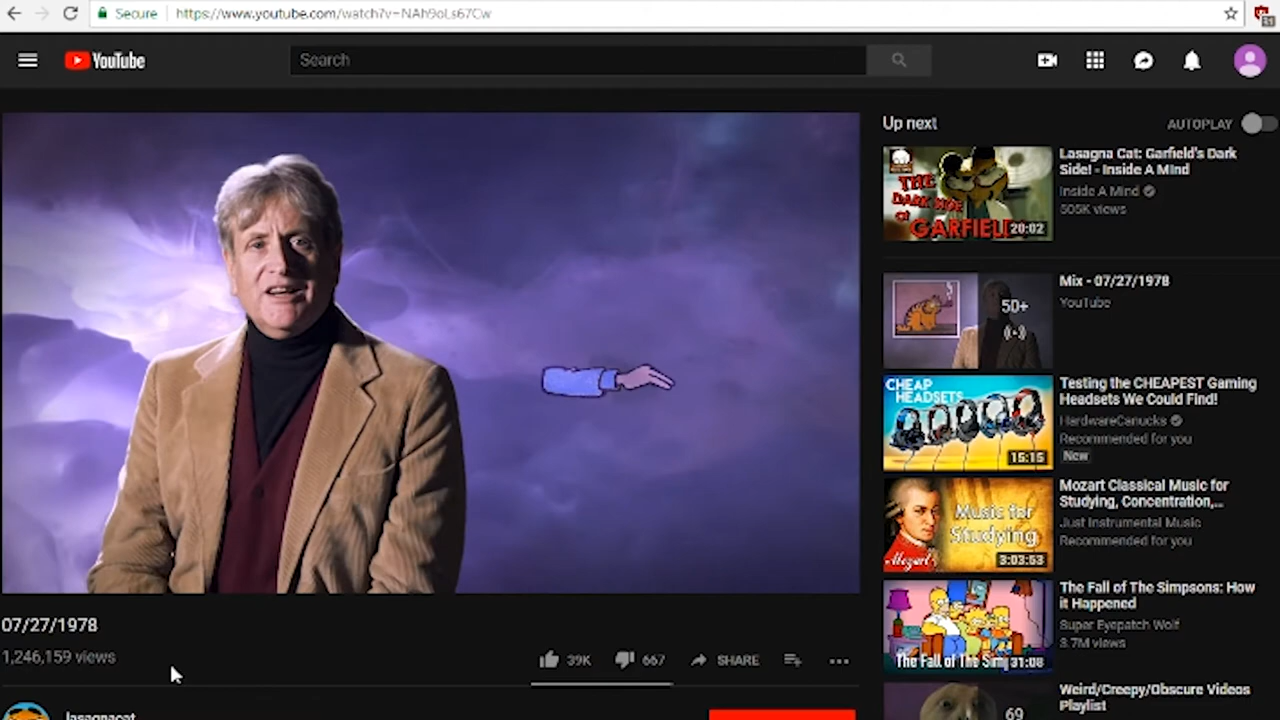 Secure https://www.youtube.com/watch?v=NAh9oLs67Cw
21
YouTube
Search
Up next
AUTOPLAY
THE
DARK SIDE
of
GARFIELD
20:02
Lasagna Cat: Garfield's Dark
Side! - Inside A Mind
Inside A Mind
505K views
50+
Mix - 07/27/1978
YouTube
CHEAP
HEADSETS
15:15
Testing the CHEAPEST Gaming
Headsets We Could Find!
HardwareCanucks
Recommended for you
New
Music for
Studying
Mozart
3:03:53
Mozart Classical Music for
Studying, Concentration,...
Just Instrumental Music
Recommended for you
The Fall of The Sim
31:08
The Fall of The Simpsons: How
it Happened
Super Eyepatch Wolf
3.7M views
69
Weird/Creepy/Obscure Videos
Playlist
07/27/1978
1,246,159 views
39K
667
SHARE
lasagnacat